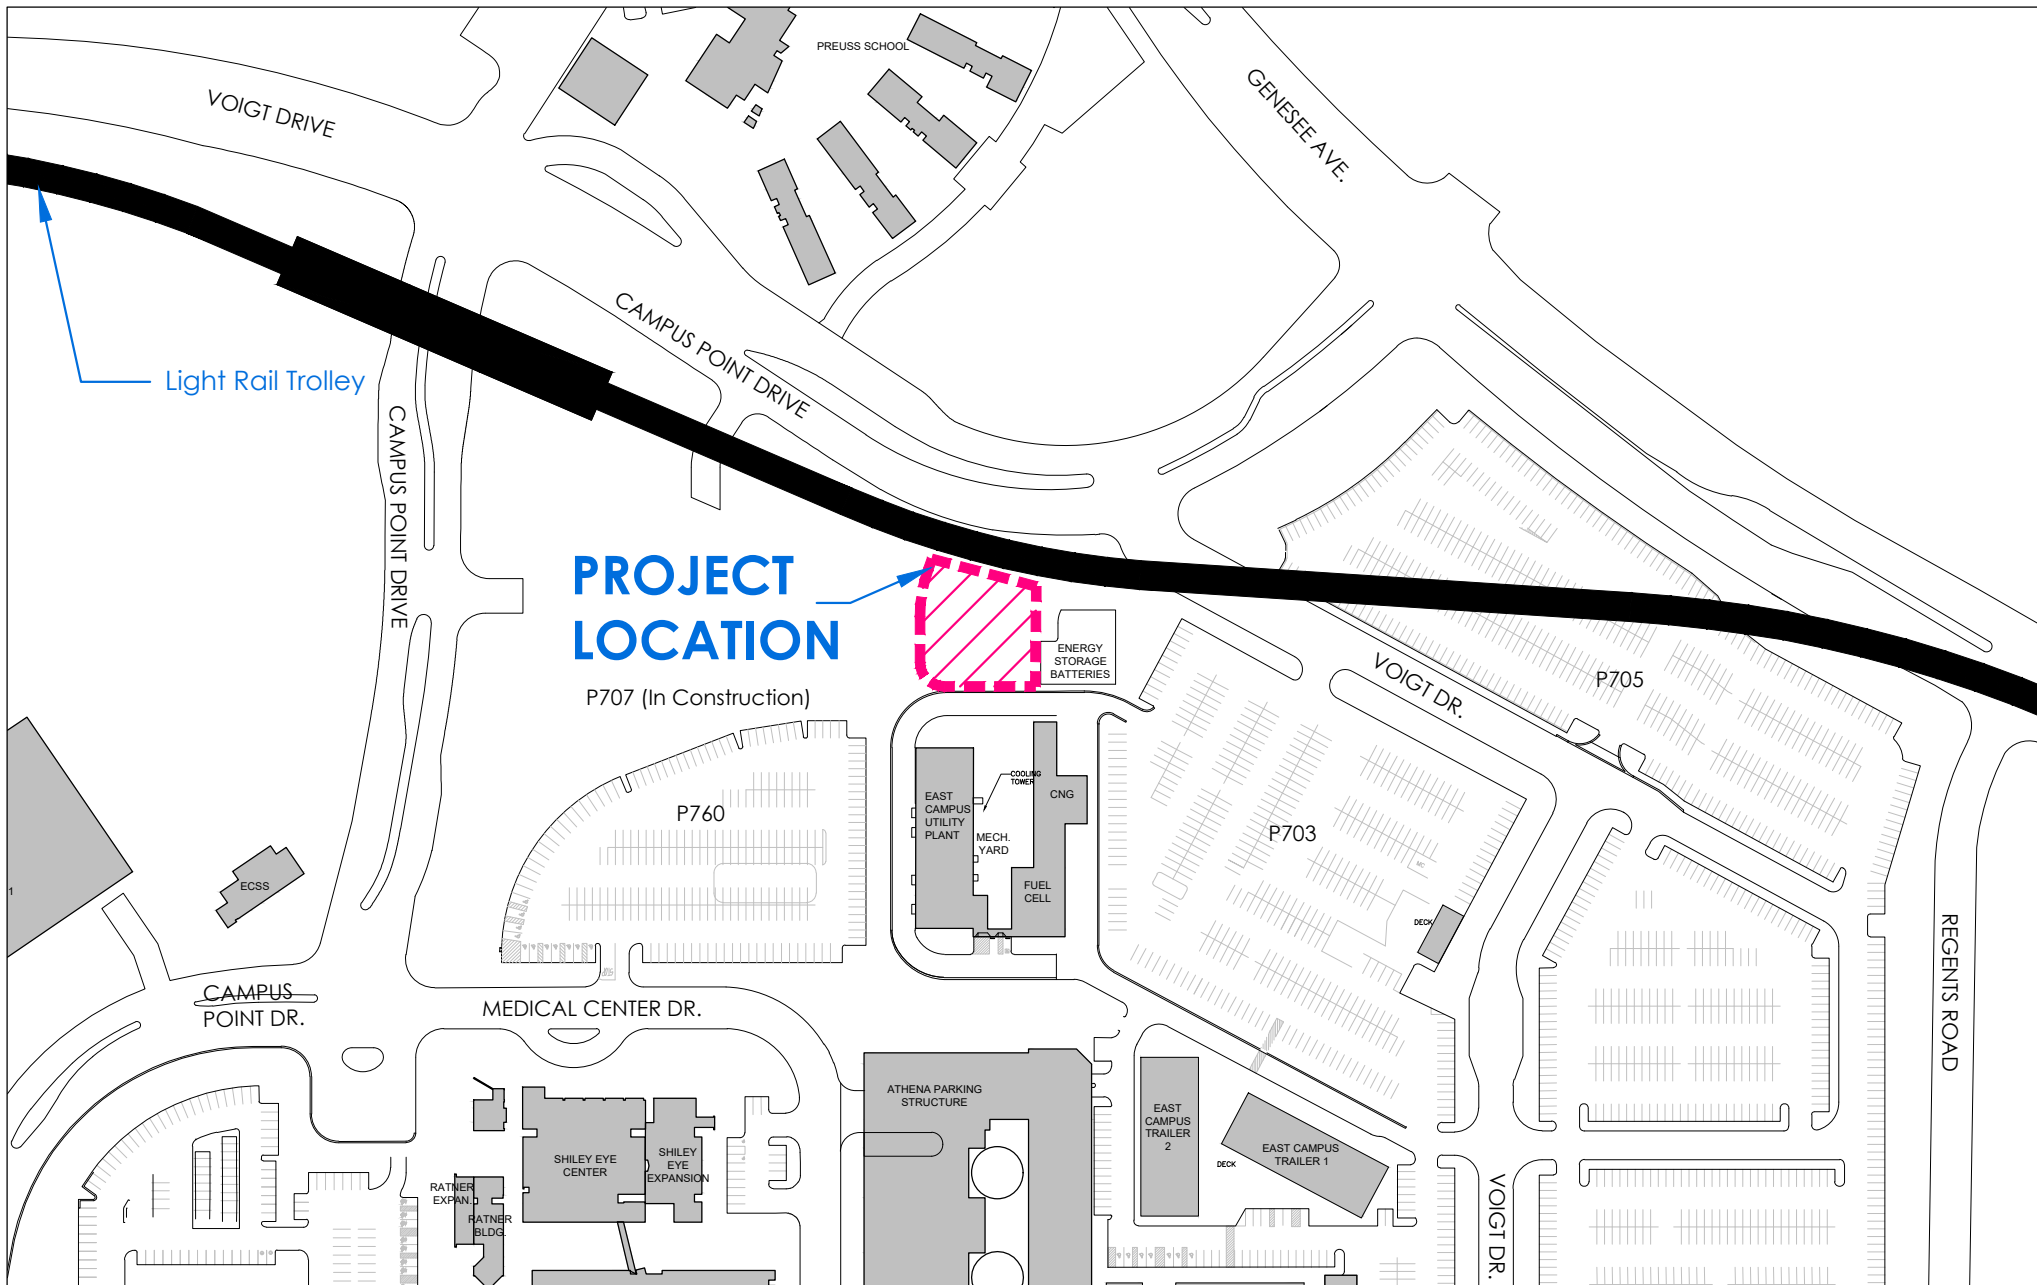 PREUSS SCHOOL
VOIGT DRIVE
GENESEE AVE.
CAMPUS POINT DRIVE
Light Rail Trolley
CAMPUS POINT DRIVE
PROJECT
LOCATION
P707 (In Construction)
ENERGY
STORAGE
BATTERIES
VOIGT DR.
P705
COOLING
TOWER
CNG
EAST
CAMPUS
UTILITY
PLANT
MECH.
YARD
P760
P703
MC
FUEL
CELL
ECSS
1
DECK
REGENTS ROAD
CAMPUS
POINT DR.
MEDICAL CENTER DR.
ATHENA PARKING
STRUCTURE
EAST
CAMPUS
TRAILER
2
EAST CAMPUS
TRAILER 1
DECK
SHILEY EYE
CENTER
SHILEY
EYE
EXPANSION
RATNER
EXPAN.
RATNER
BLDG.
VOIGT DR.